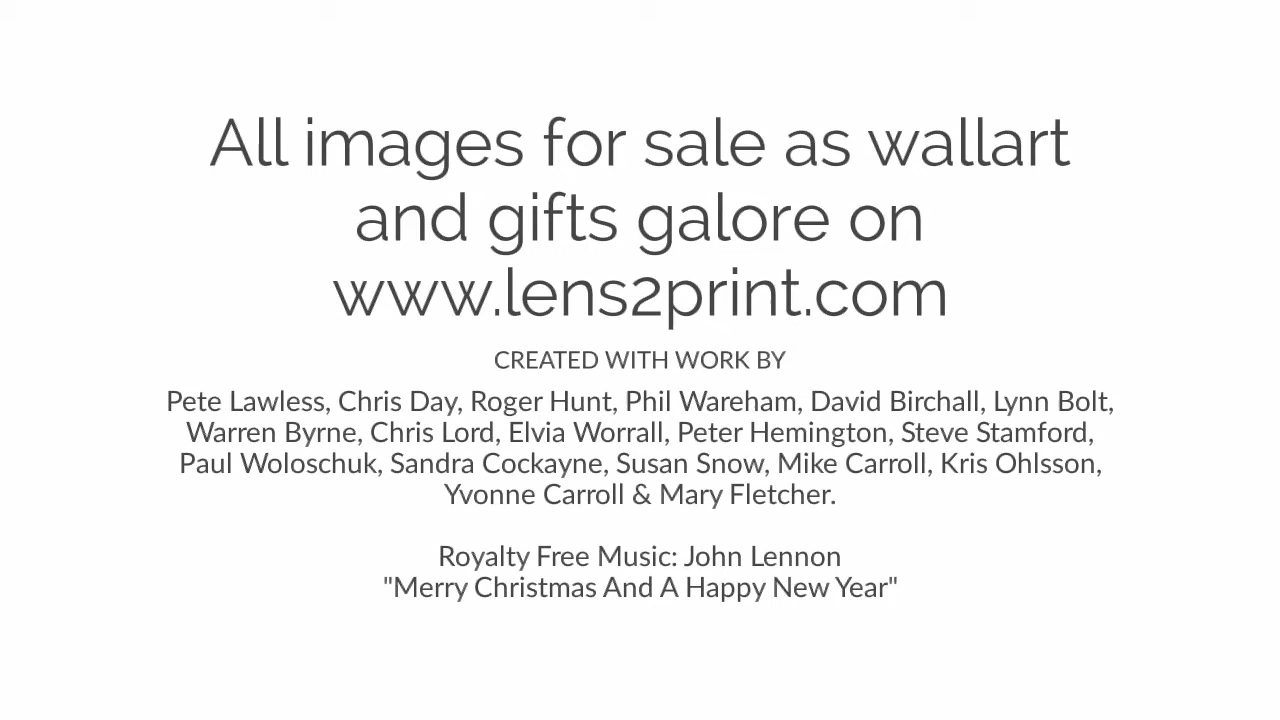 All images for sale as wallart
and gifts galore on
www.lens2print.com
CREATED WITH WORK BY
Pete Lawless, Chris Day, Roger Hunt, Phil Wareham, David Birchall, Lynn Bolt,
Warren Byrne, Chris Lord, Elvia Worrall, Peter Hemington, Steve Stamford,
Paul Woloschuk, Sandra Cockayne, Susan Snow, Mike Carroll, Kris Ohlsson,
Yvonne Carroll & Mary Fletcher.
Royalty Free Music: John Lennon
"Merry Christmas And A Happy New Year"